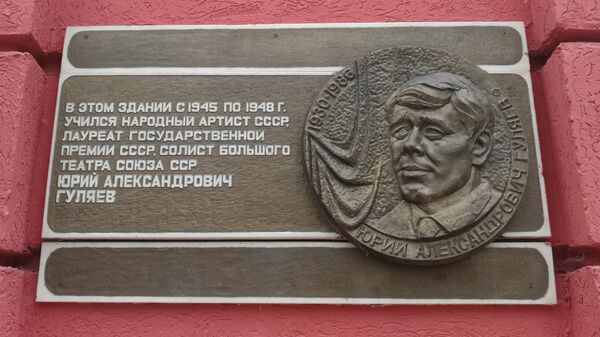 В ЭТОМ ЗДАНИИ С 1945 ПО 1948 Г.
УЧИЛСЯ НАРОДНЫЙ АРТИСТ СССР,
ЛАУРЕАТ ГОСУДАРСТВЕННОЙ
ПРЕМИИ СССР, СОЛИСТ БОЛЬШОГО
ТЕАТРА СОЮЗА ССР
ЮРИЙ АЛЕКСАНДРОВИЧ
ГУЛЯЕВ
1930-1986
ЮРИЙ АЛЕКСАНДРОВИЧ ГУЛЯЕВ